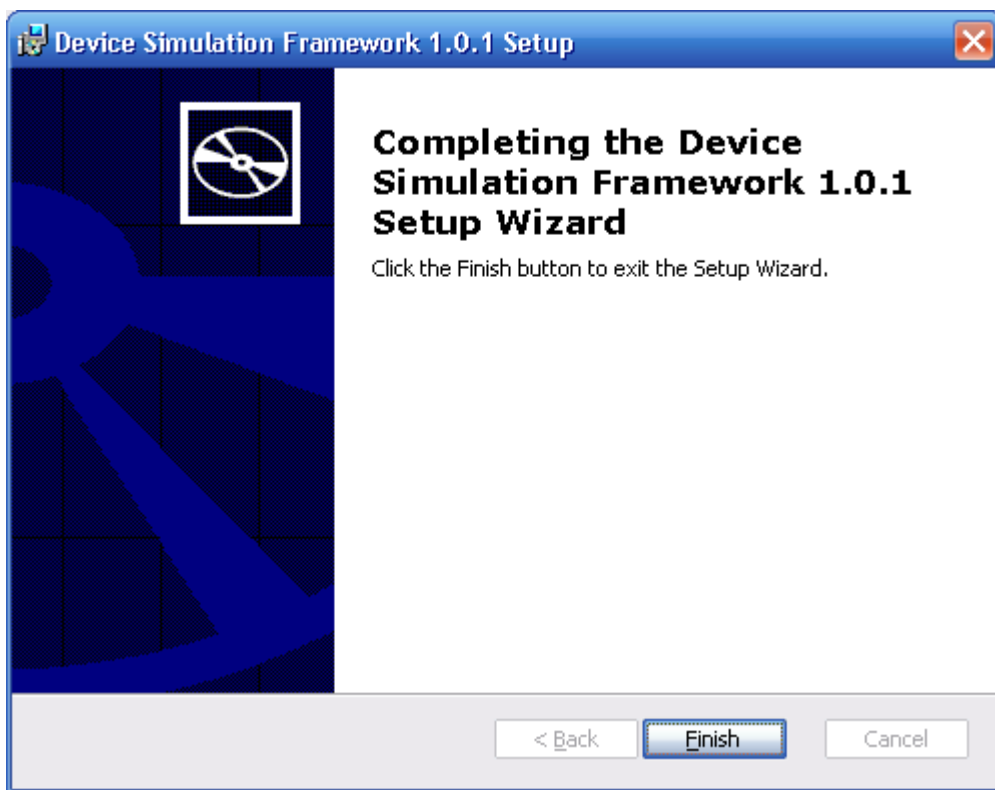 Device Simulation Framework 1.0.1 Setup
Completing the Device
Simulation Framework 1.0.1
Setup Wizard
Click the Finish button to exit the Setup Wizard.
< Back
Finish
Cancel